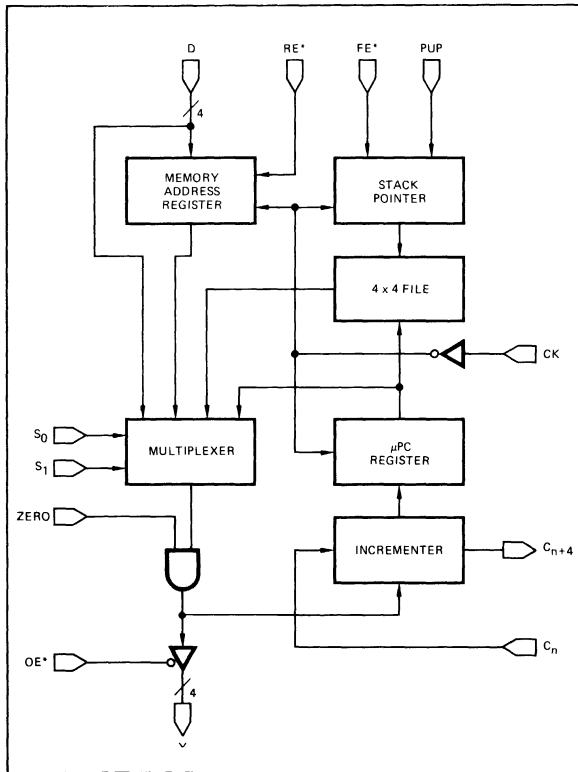 D
RE*
FE*
PUP
4
MEMORY
ADDRESS
REGISTER
STACK
POINTER
4 x 4 FILE
CK
S0
S1
MULTIPLEXER
μPC
REGISTER
ZERO
INCREMENTER
Cn+4
OE*
Cn
4